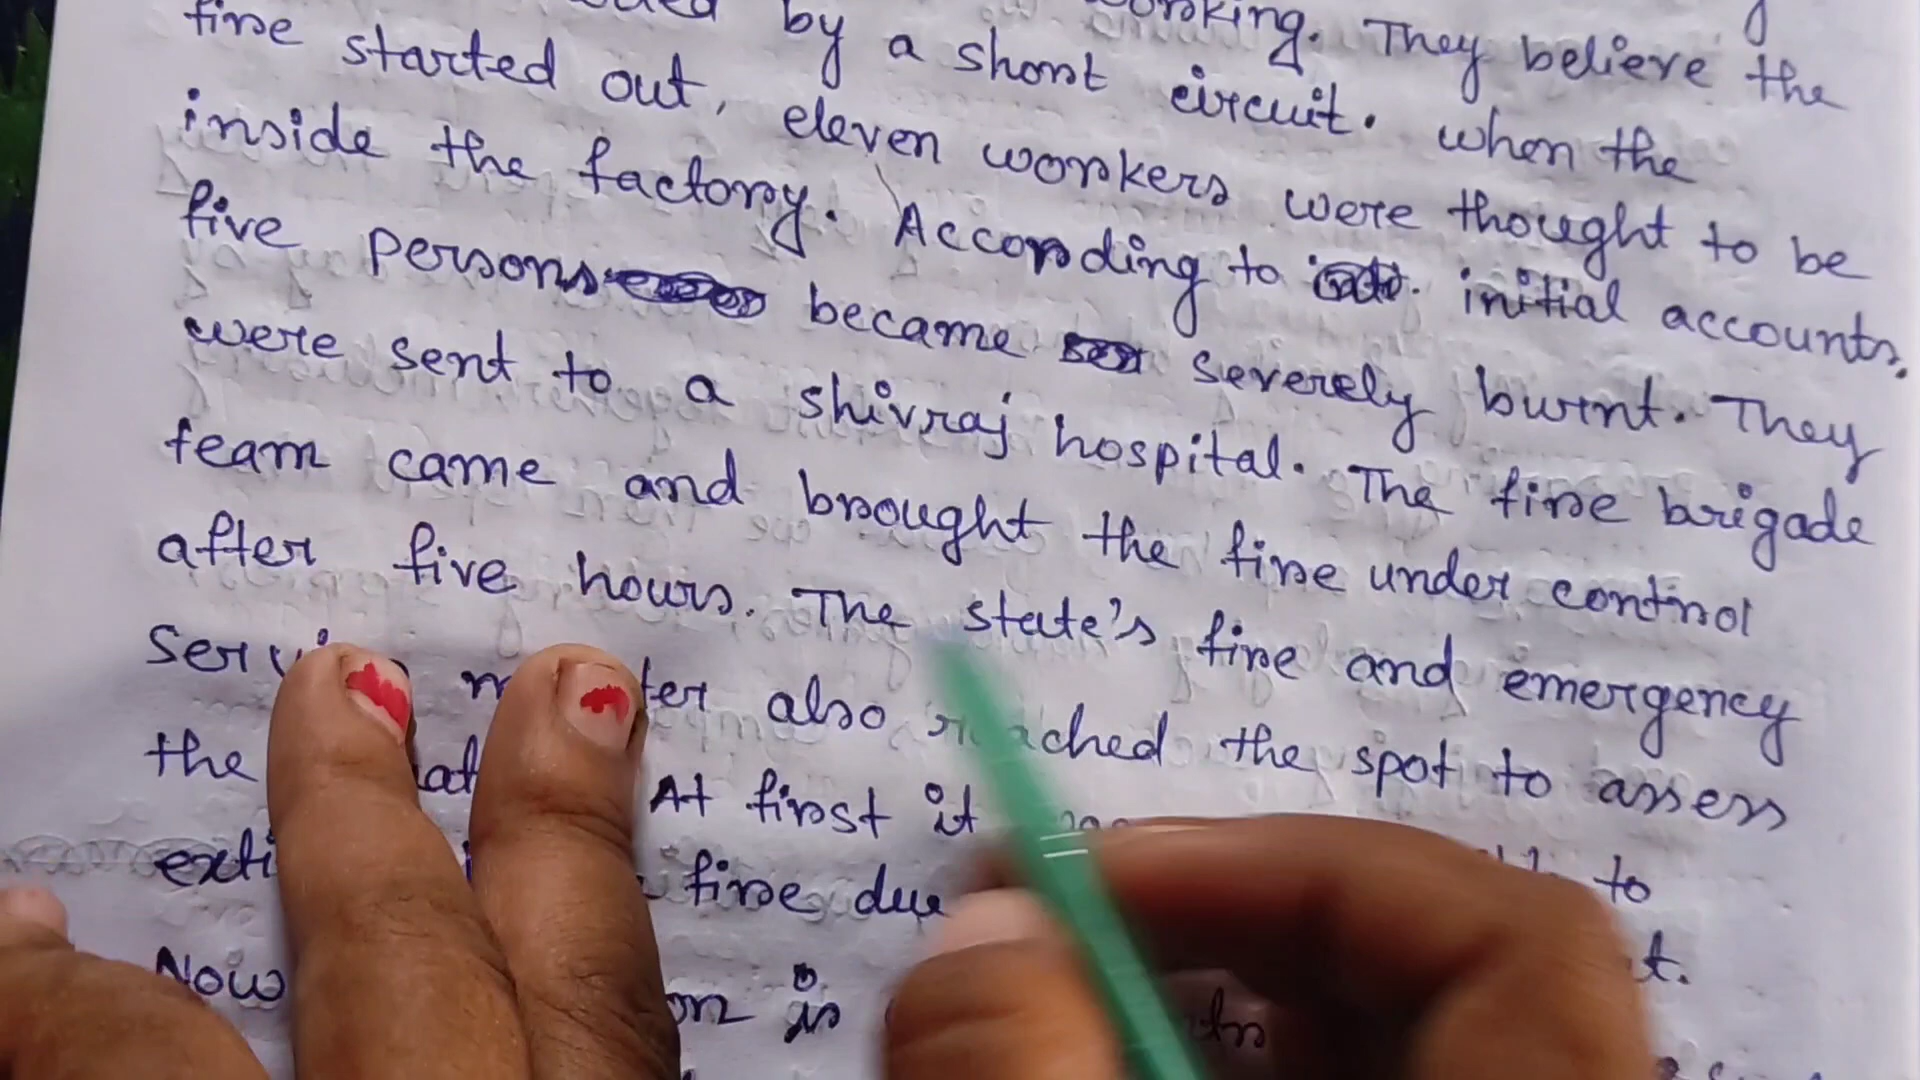 working. They believe the
by a short circuit. when the
fire started out, eleven workers were thought to be
inside the factory. According to initial accounts.
five persons became severely burnt. They
were sent to a shivraj hospital. The fire brigade
team came and brought the fire under control
after five hours. The state's fire and emergency
also reached the spot to assess
the At first it to
fire due
Now is